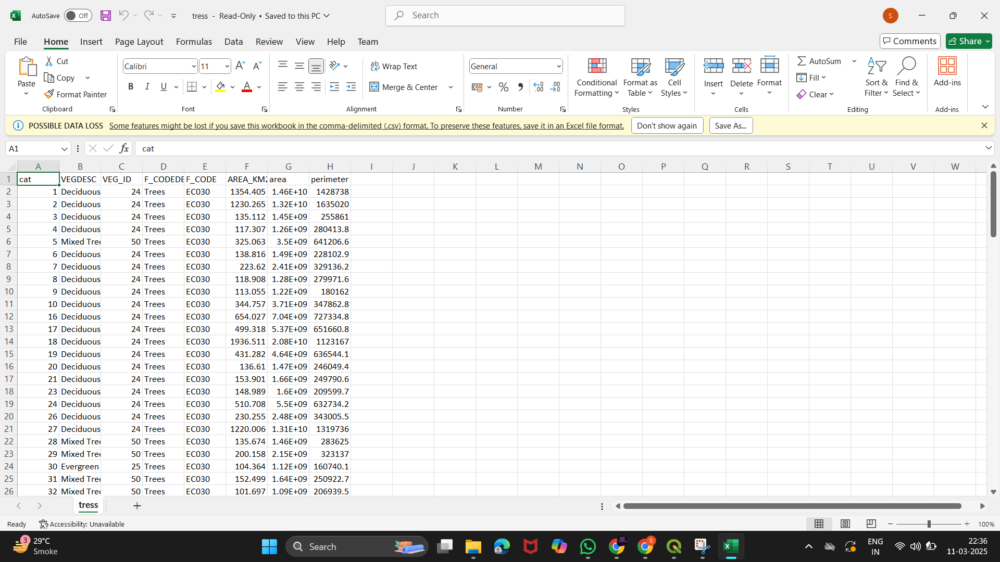 AutoSave Off tress - Read-Only • Saved to this PC Search S
File Home Insert Page Layout Formulas Data Review View Help Team Comments Share
Paste Cut Copy Format Painter Clipboard
Calibri 11 A A B I U A Font
ab Wrap Text Merge & Center Alignment
General % Number
Conditional Formatting Format as Table Cell Styles Styles
Insert Delete Format Cells
AutoSum Fill Clear Sort & Filter Find & Select Editing
Add-ins Add-ins
POSSIBLE DATA LOSS Some features might be lost if you save this workbook in the comma-delimited (.csv) format. To preserve these features, save it in an Excel file format. Don't show again Save As...
A1 fx cat
A B C D E F G H I J K L M N O P Q R S T U V W
1 cat VEGDESC VEG_ID F_CODEDE F_CODE AREA_KM2 area perimeter
2 1 Deciduous 24 Trees EC030 1354.405 1.46E+10 1428738
3 2 Deciduous 24 Trees EC030 1230.265 1.32E+10 1635020
4 3 Deciduous 24 Trees EC030 135.112 1.45E+09 255861
5 4 Deciduous 24 Trees EC030 117.307 1.26E+09 280413.8
6 5 Mixed Tree 50 Trees EC030 325.063 3.5E+09 641206.6
7 6 Deciduous 24 Trees EC030 138.816 1.49E+09 228102.9
8 7 Deciduous 24 Trees EC030 223.62 2.41E+09 329136.2
9 8 Deciduous 24 Trees EC030 118.908 1.28E+09 279971.6
10 9 Deciduous 24 Trees EC030 113.055 1.22E+09 180162
11 10 Deciduous 24 Trees EC030 344.757 3.71E+09 347862.8
12 16 Deciduous 24 Trees EC030 654.027 7.04E+09 727334.8
13 17 Deciduous 24 Trees EC030 499.318 5.37E+09 651660.8
14 18 Deciduous 24 Trees EC030 1936.511 2.08E+10 1123167
15 19 Deciduous 24 Trees EC030 431.282 4.64E+09 636544.1
16 20 Deciduous 24 Trees EC030 136.61 1.47E+09 246049.4
17 21 Deciduous 24 Trees EC030 153.901 1.66E+09 249790.6
18 23 Deciduous 24 Trees EC030 148.989 1.6E+09 209599.7
19 24 Deciduous 24 Trees EC030 510.708 5.5E+09 632734.2
20 26 Deciduous 24 Trees EC030 230.255 2.48E+09 343005.5
21 27 Deciduous 24 Trees EC030 1220.006 1.31E+10 1319736
22 28 Mixed Tree 50 Trees EC030 135.674 1.46E+09 283625
23 29 Mixed Tree 50 Trees EC030 200.158 2.15E+09 323137
24 30 Evergreen 25 Trees EC030 104.364 1.12E+09 160740.1
25 31 Mixed Tree 50 Trees EC030 152.499 1.64E+09 250922.7
26 32 Mixed Tree 50 Trees EC030 101.697 1.09E+09 206939.5
tress
Ready Accessibility: Unavailable 100%
3 29°C Smoke Search ENG IN 22:36 11-03-2025